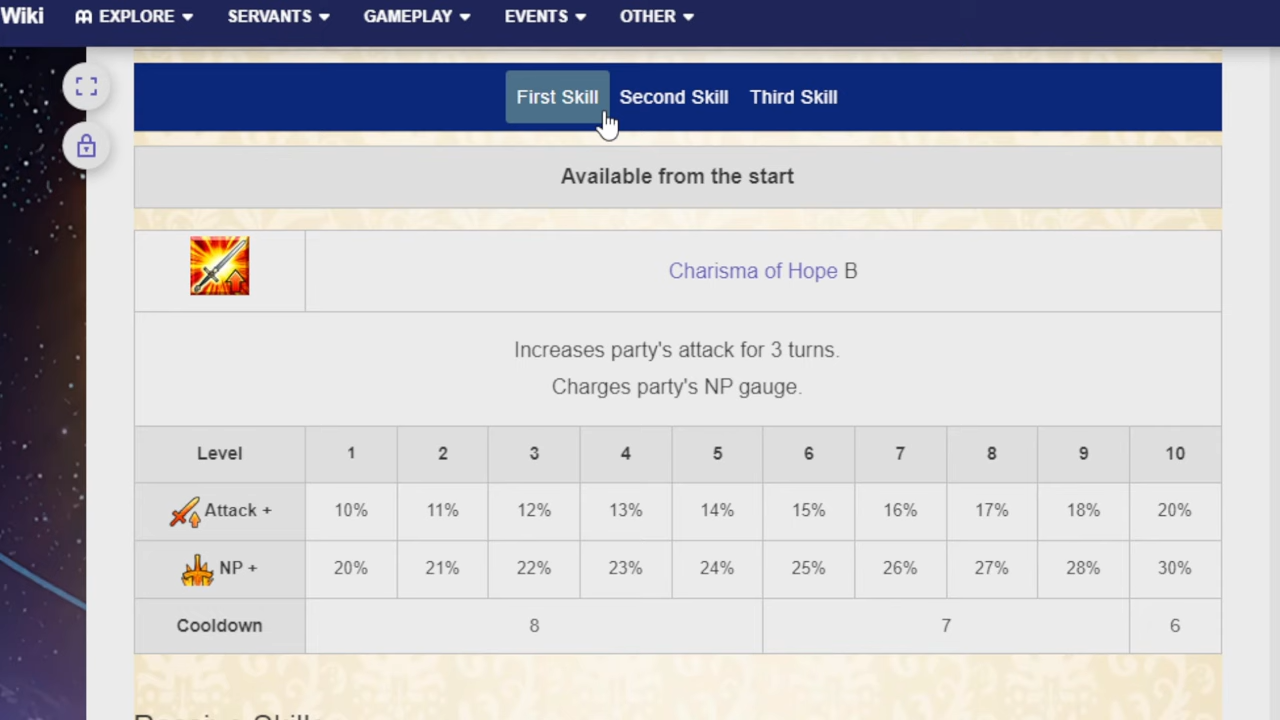 Wiki EXPLORE SERVANTS GAMEPLAY EVENTS OTHER
First Skill Second Skill Third Skill
Available from the start
Charisma of Hope B
Increases party's attack for 3 turns.
Charges party's NP gauge.
Level 1 2 3 4 5 6 7 8 9 10
Attack + 10% 11% 12% 13% 14% 15% 16% 17% 18% 20%
NP + 20% 21% 22% 23% 24% 25% 26% 27% 28% 30%
Cooldown 8 7 6